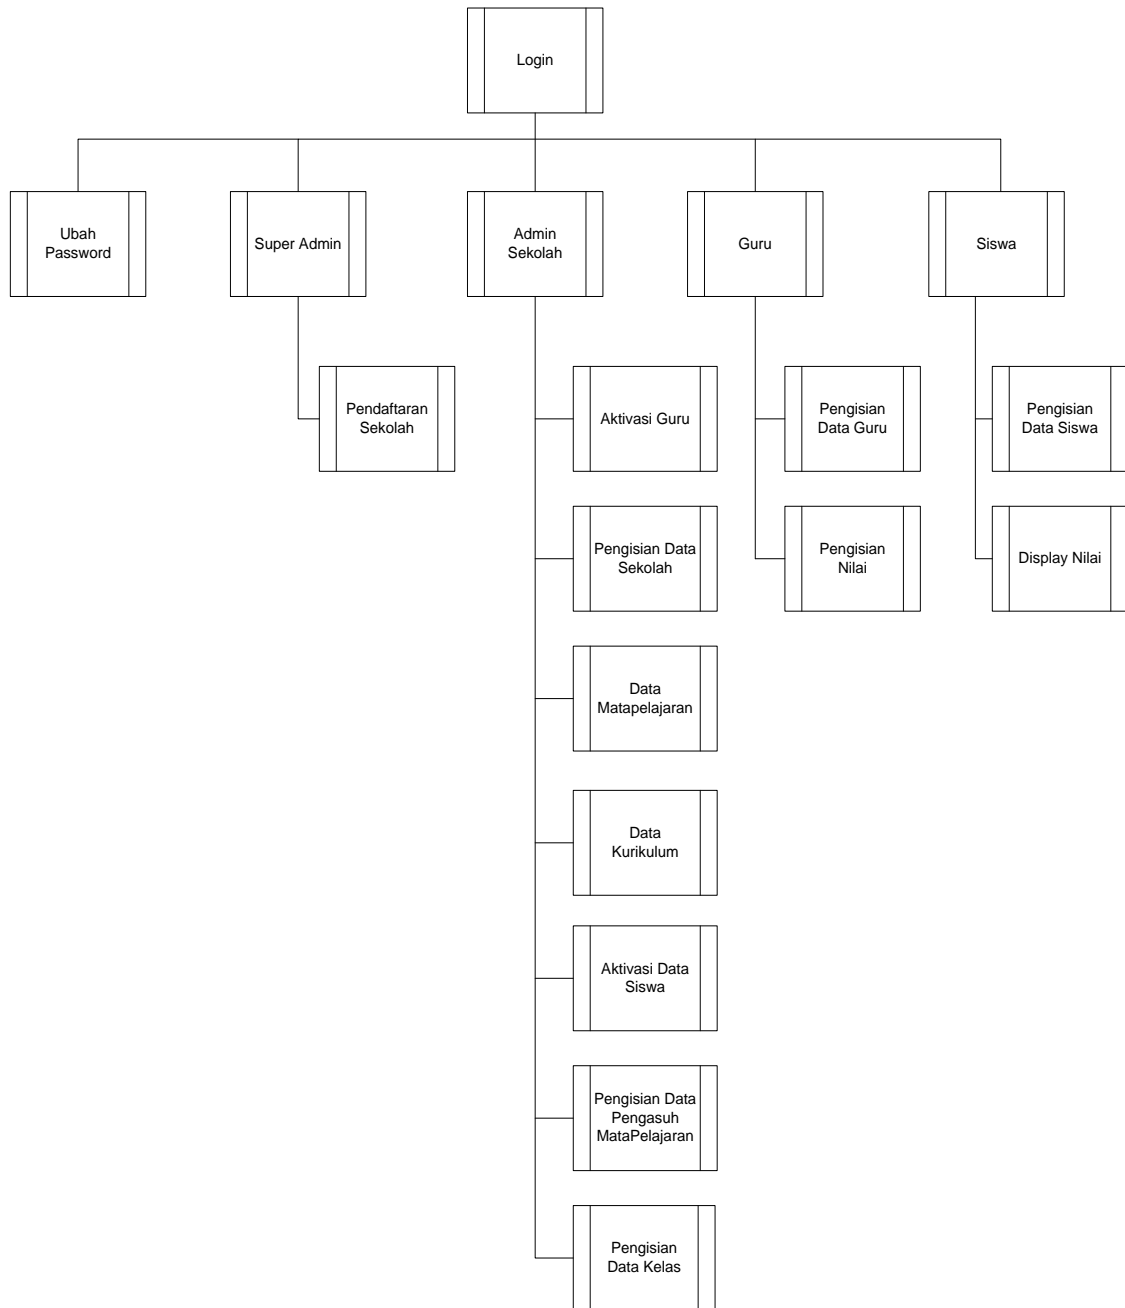 Login
Ubah
Password
Super Admin
Admin
Sekolah
Guru
Siswa
Pendaftaran
Sekolah
Aktivasi Guru
Pengisian
Data Guru
Pengisian
Data Siswa
Pengisian Data
Sekolah
Pengisian
Nilai
Display Nilai
Data
Matapelajaran
Data
Kurikulum
Aktivasi Data
Siswa
Pengisian Data
Pengasuh
MataPelajaran
Pengisian
Data Kelas